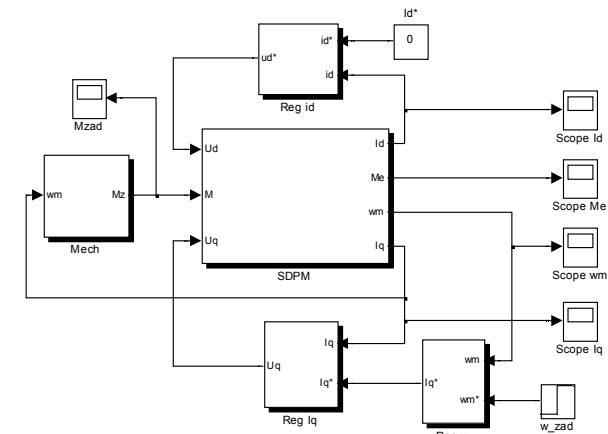 Id*
0
id*
ud*
id
Reg id
Mzad
Scope Id
Ud
Id
Me
Scope Me
wm
Mz
M
wm
Mech
Uq
Iq
Scope wm
SDPM
Iq
Uq
Iq*
Reg Iq
wm
Iq*
wm*
Scope Iq
w_zad